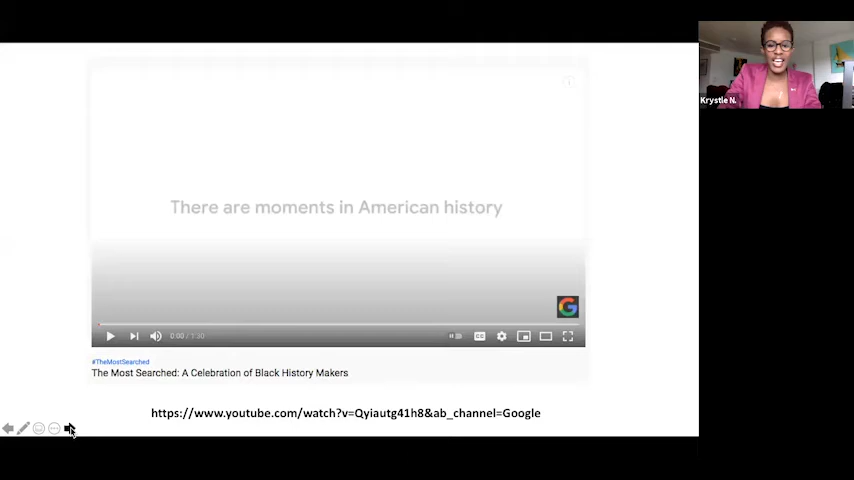 Krystle N.
There are moments in American history
0:00 / 1:30
CC
#TheMostSearched
The Most Searched: A Celebration of Black History Makers
https://www.youtube.com/watch?v=Qyiautg41h8&ab_channel=Google